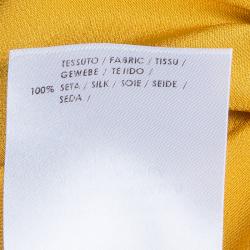 TESSUTO / FABRIC / TISSU /
GEWEBE / TEJIDO /
100% SETA / SILK / SOIE / SEIDE /
SEDA /